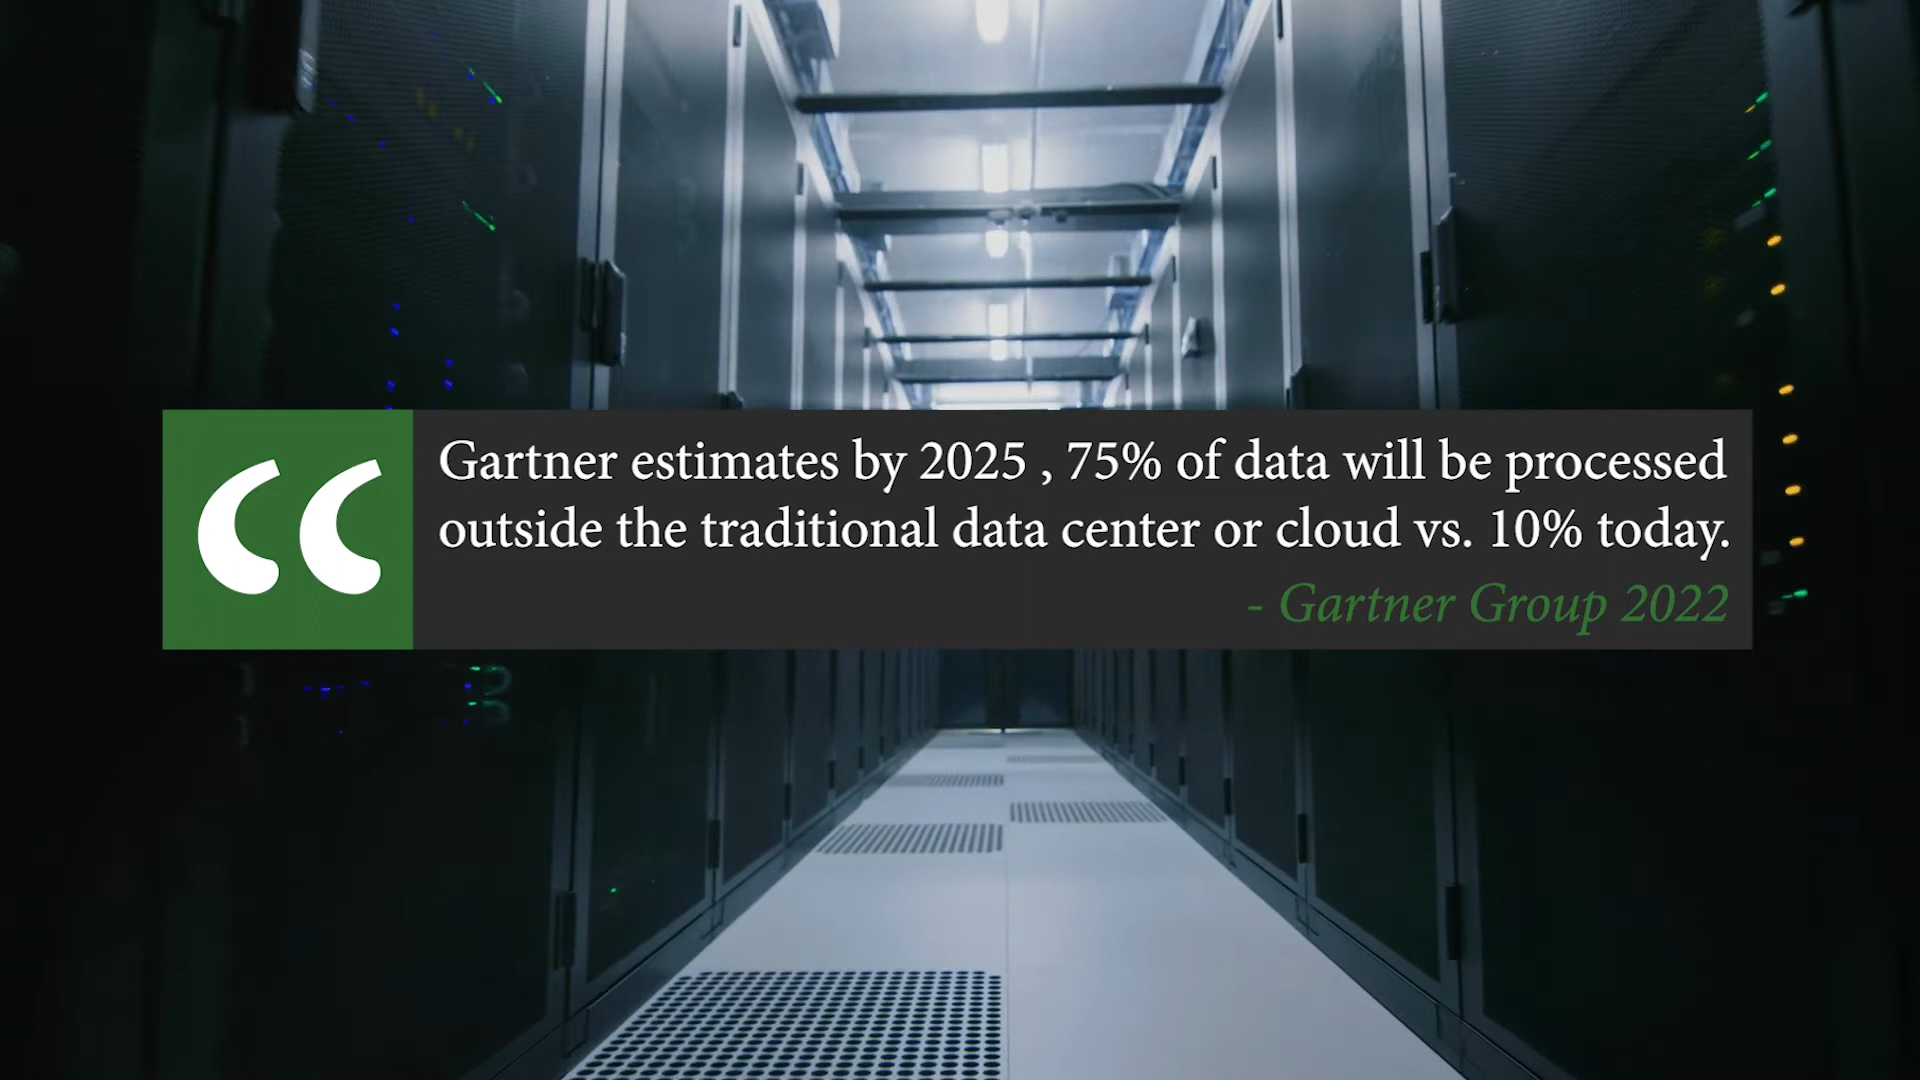 Gartner estimates by 2025 , 75% of data will be processed
outside the traditional data center or cloud vs. 10% today.
- Gartner Group 2022